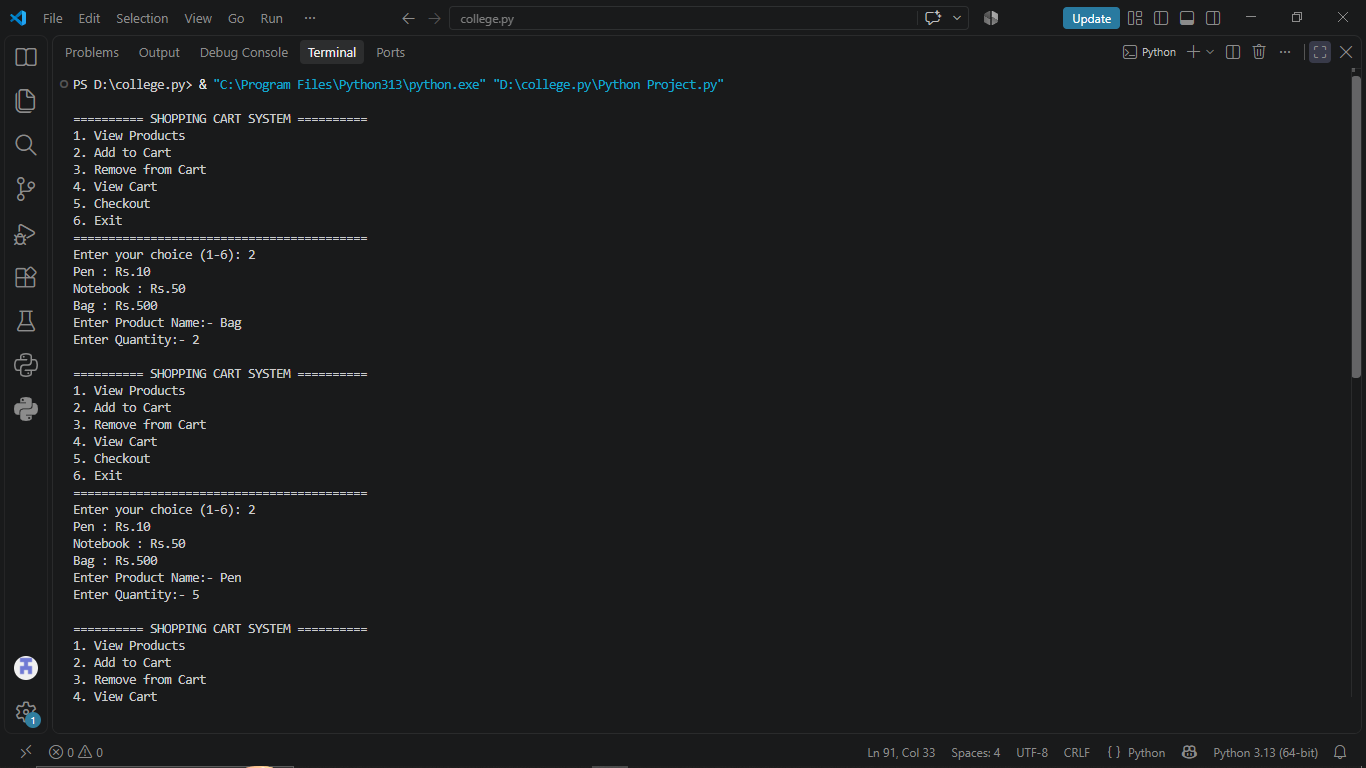 File Edit Selection View Go Run ··· college.py Update
Problems Output Debug Console Terminal Ports Python
PS D:\college.py> & "C:\Program Files\Python313\python.exe" "D:\college.py\Python Project.py"
========== SHOPPING CART SYSTEM ==========
1. View Products
2. Add to Cart
3. Remove from Cart
4. View Cart
5. Checkout
6. Exit
==========================================
Enter your choice (1-6): 2
Pen : Rs.10
Notebook : Rs.50
Bag : Rs.500
Enter Product Name:- Bag
Enter Quantity:- 2
========== SHOPPING CART SYSTEM ==========
1. View Products
2. Add to Cart
3. Remove from Cart
4. View Cart
5. Checkout
6. Exit
==========================================
Enter your choice (1-6): 2
Pen : Rs.10
Notebook : Rs.50
Bag : Rs.500
Enter Product Name:- Pen
Enter Quantity:- 5
========== SHOPPING CART SYSTEM ==========
1. View Products
2. Add to Cart
3. Remove from Cart
4. View Cart
1
0 0 Ln 91, Col 33 Spaces: 4 UTF-8 CRLF { } Python Python 3.13 (64-bit)